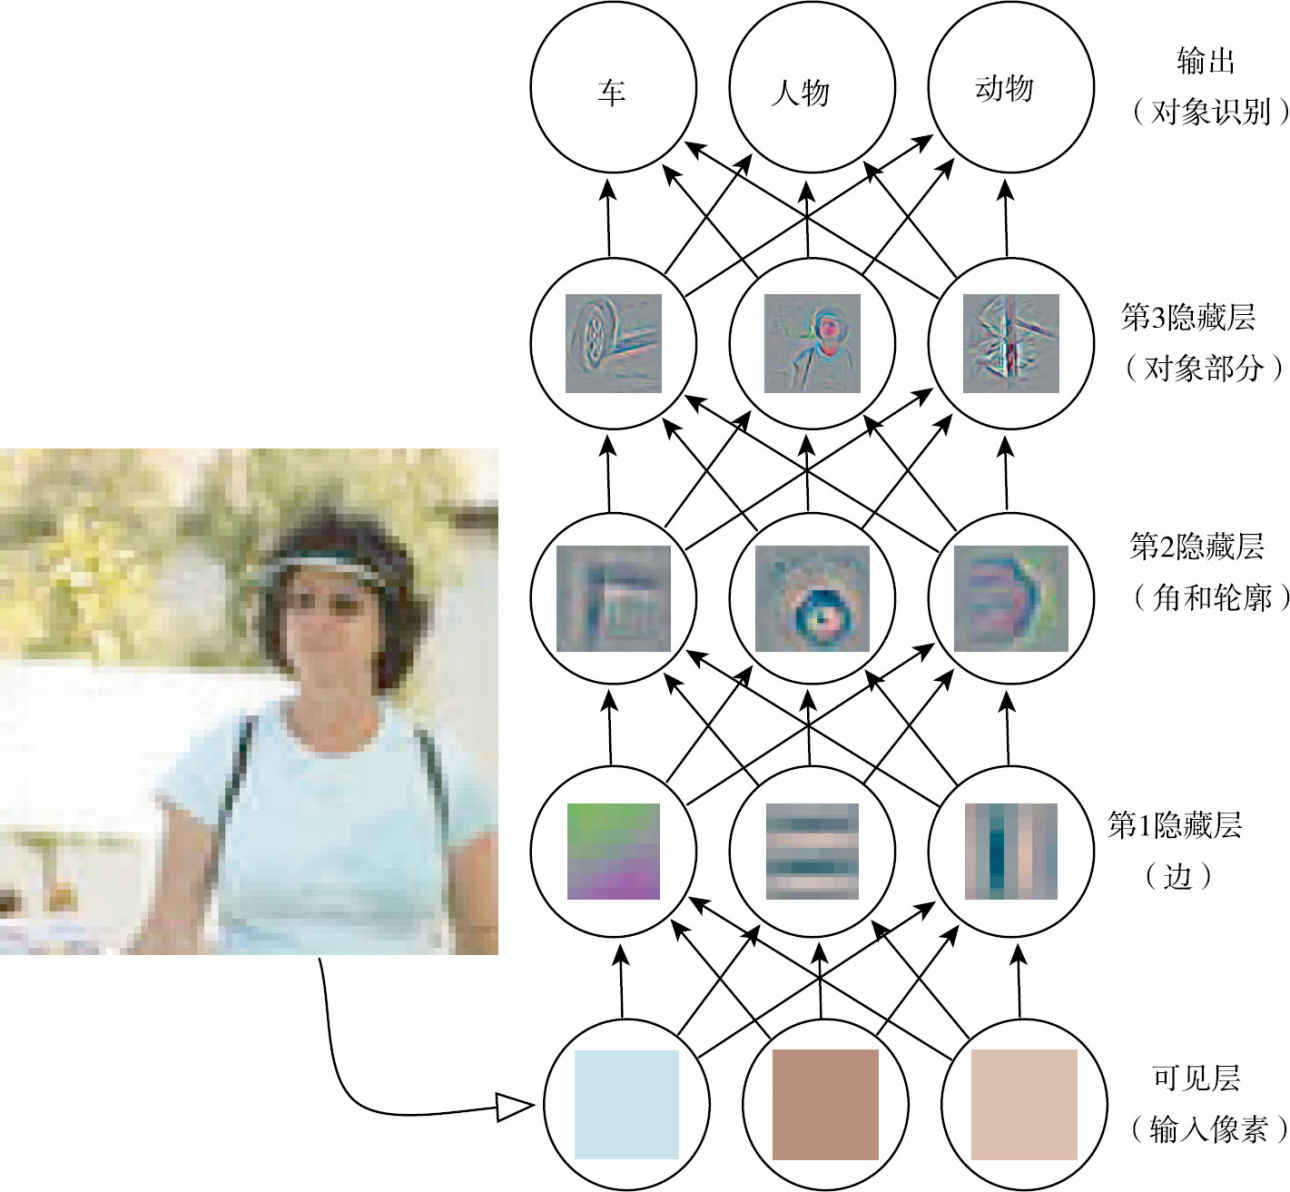 车 人物 动物
输出
（对象识别）
第3隐藏层
（对象部分）
第2隐藏层
（角和轮廓）
第1隐藏层
（边）
可见层
（输入像素）